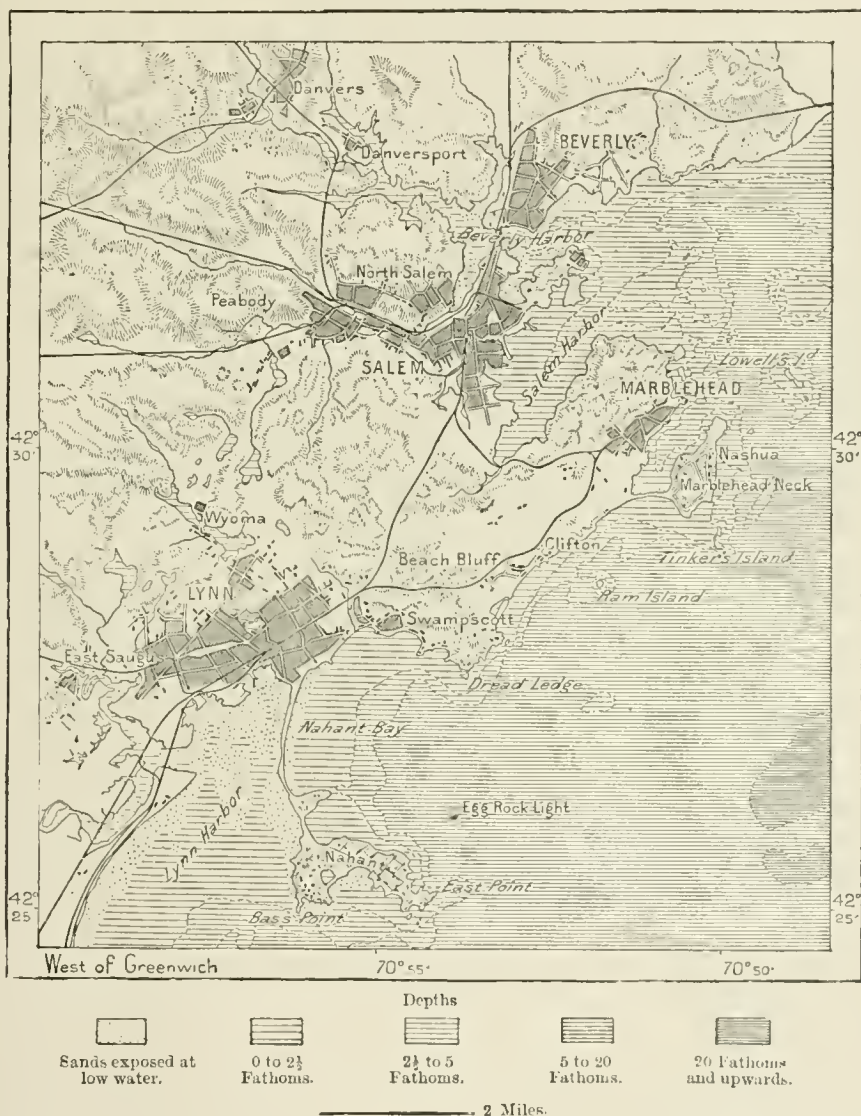 Danvers
Danversport
BEVERLY
Beverly Harbor
North Salem
Peabody
SALEM
Salem Harbor
Lowell's Id
MARBLEHEAD
42°
30'
42°
30'
Nashua
Marblehead Neck
Wyoma
Clifton
Beach Bluff
Tinkers Island
Ram Island
LYNN
Swampscott
East Saugu
Dread Ledge
Nahant Bay
Egg Rock Light
Lynn Harbor
Nahant
East Point
Bass Point
42°
25'
42°
25'
West of Greenwich
70°55'
70°50'
Depths
Sands exposed at
low water.
0 to 2½
Fathoms.
2½ to 5
Fathoms.
5 to 20
Fathoms.
20 Fathoms
and upwards.
2 Miles.